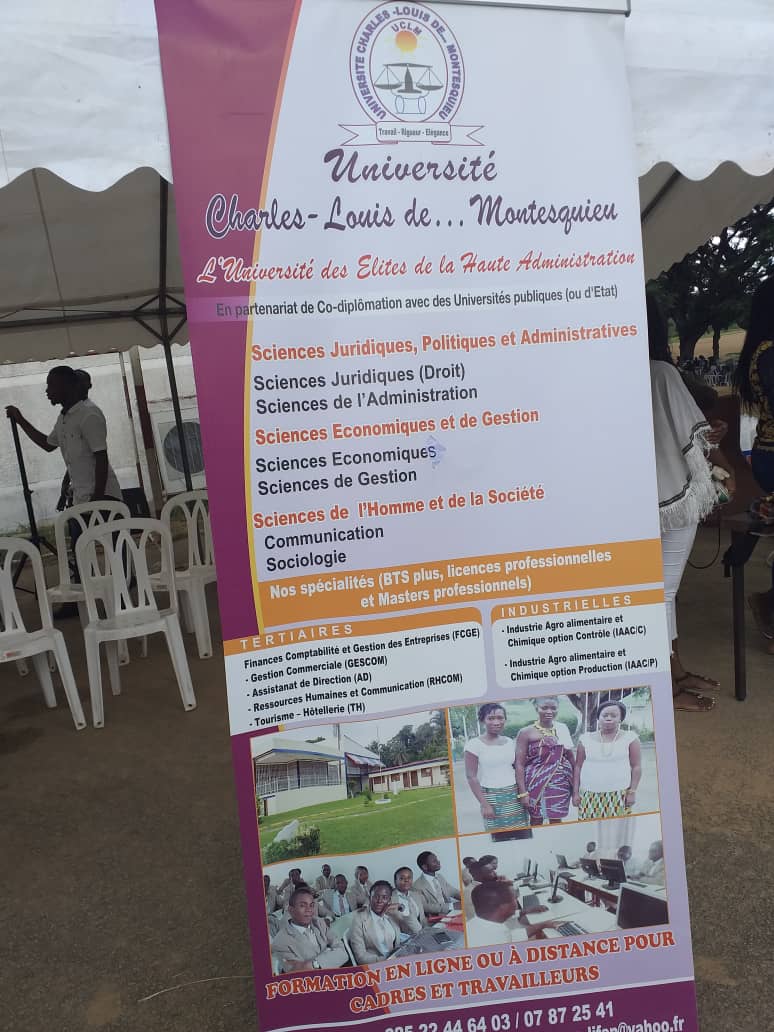 UNIVERSITE CHARLES-LOUIS DE... MONTESQUIEU
UCLM
Travail - Rigueur - Elégance
Université
Charles-Louis de... Montesquieu
L'Université des Elites de la Haute Administration
En partenariat de Co-diplômation avec des Universités publiques (ou d'Etat)
Sciences Juridiques, Politiques et Administratives
Sciences Juridiques (Droit)
Sciences de l'Administration
Sciences Economiques et de Gestion
Sciences Economiques
Sciences de Gestion
Sciences de l'Homme et de la Société
Communication
Sociologie
Nos spécialités (BTS plus, licences professionnelles
et Masters professionnels)
TERTIAIRES
Finances Comptabilité et Gestion des Entreprises (FCGE)
- Gestion Commerciale (GESCOM)
- Assistanat de Direction (AD)
- Ressources Humaines et Communication (RHCOM)
- Tourisme – Hôtellerie (TH)
INDUSTRIELLES
- Industrie Agro alimentaire et
Chimique option Contrôle (IAAC/C)
- Industrie Agro alimentaire et
Chimique option Production (IAAC/P)
FORMATION EN LIGNE OU À DISTANCE POUR
CADRES ET TRAVAILLEURS
22 44 64 03 / 07 87 25 41
@yahoo.fr